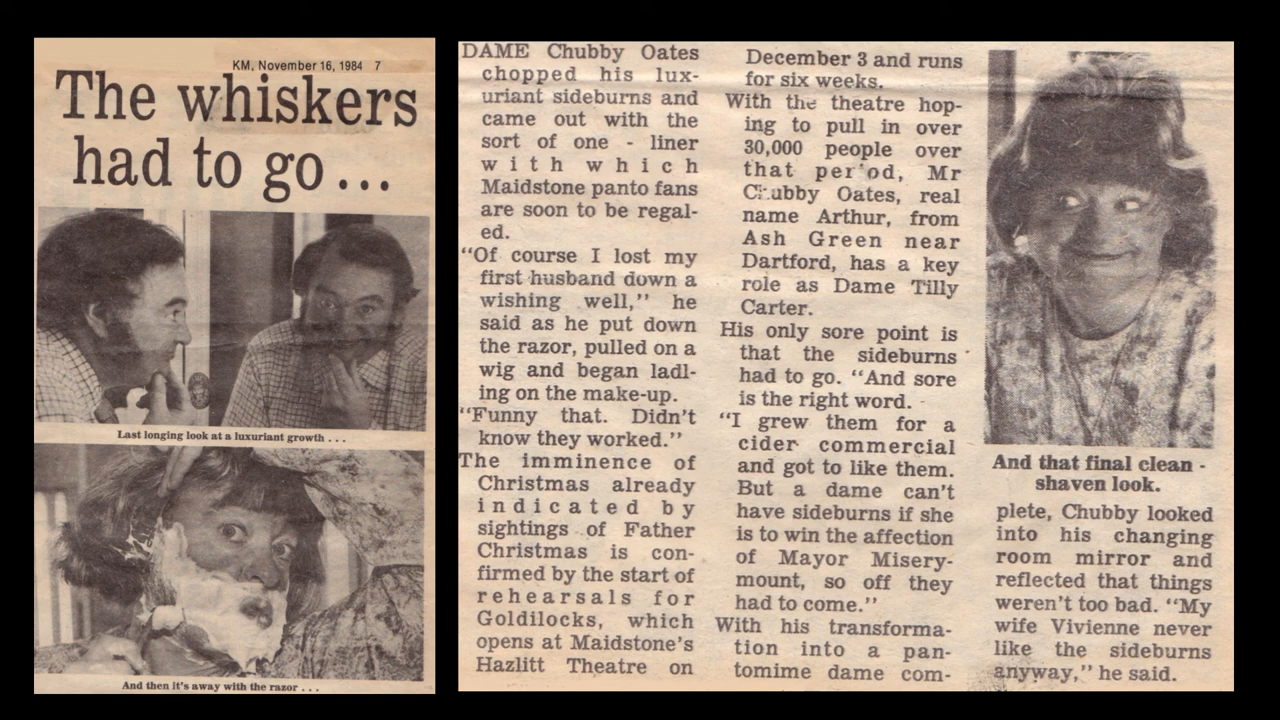 KM, November 16, 1984 7
The whiskers
had to go...
Last longing look at a luxuriant growth . . .
And then it's away with the razor . . .
DAME Chubby Oates
chopped his lux-
uriant sideburns and
came out with the
sort of one - liner
with which
Maidstone panto fans
are soon to be regal-
ed.
“Of course I lost my
first husband down a
wishing well,” he
said as he put down
the razor, pulled on a
wig and began ladl-
ing on the make-up.
“Funny that. Didn't
know they worked.”
The imminence of
Christmas already
indicated by
sightings of Father
Christmas is con-
firmed by the start of
rehearsals for
Goldilocks, which
opens at Maidstone's
Hazlitt Theatre on
December 3 and runs
for six weeks.
With the theatre hop-
ing to pull in over
30,000 people over
that period, Mr
Chubby Oates, real
name Arthur, from
Ash Green near
Dartford, has a key
role as Dame Tilly
Carter.
His only sore point is
that the sideburns
had to go. “And sore
is the right word.
“I grew them for a
cider commercial
and got to like them.
But a dame can't
have sideburns if she
is to win the affection
of Mayor Misery-
mount, so off they
had to come.”
With his transforma-
tion into a pan-
tomime dame com-
And that final clean -
shaven look.
plete, Chubby looked
into his changing
room mirror and
reflected that things
weren't too bad. “My
wife Vivienne never
like the sideburns
anyway,” he said.